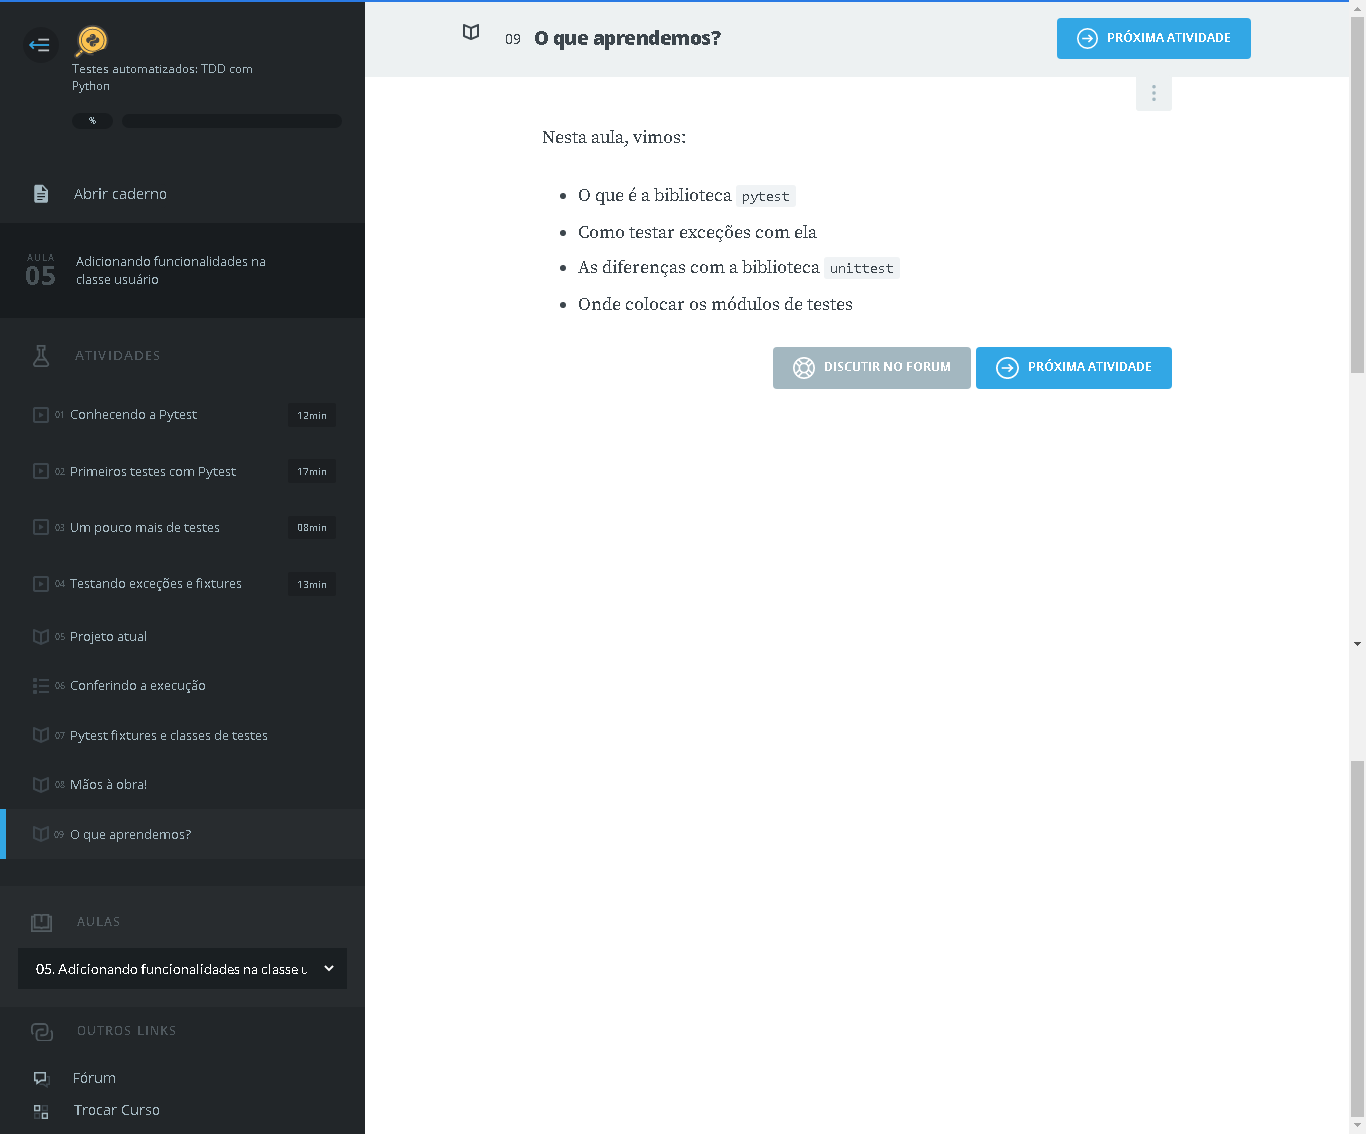 Testes automatizados: TDD com
Python
%
Abrir caderno
AULA
05
Adicionando funcionalidades na
classe usuário
ATIVIDADES
01 Conhecendo a Pytest 12min
02 Primeiros testes com Pytest 17min
03 Um pouco mais de testes 08min
04 Testando exceções e fixtures 13min
05 Projeto atual
06 Conferindo a execução
07 Pytest fixtures e classes de testes
08 Mãos à obra!
09 O que aprendemos?
AULAS
05. Adicionando funcionalidades na classe u
OUTROS LINKS
Fórum
Trocar Curso
09 O que aprendemos?
PRÓXIMA ATIVIDADE
Nesta aula, vimos:
• O que é a biblioteca pytest
• Como testar exceções com ela
• As diferenças com a biblioteca unittest
• Onde colocar os módulos de testes
DISCUTIR NO FORUM
PRÓXIMA ATIVIDADE